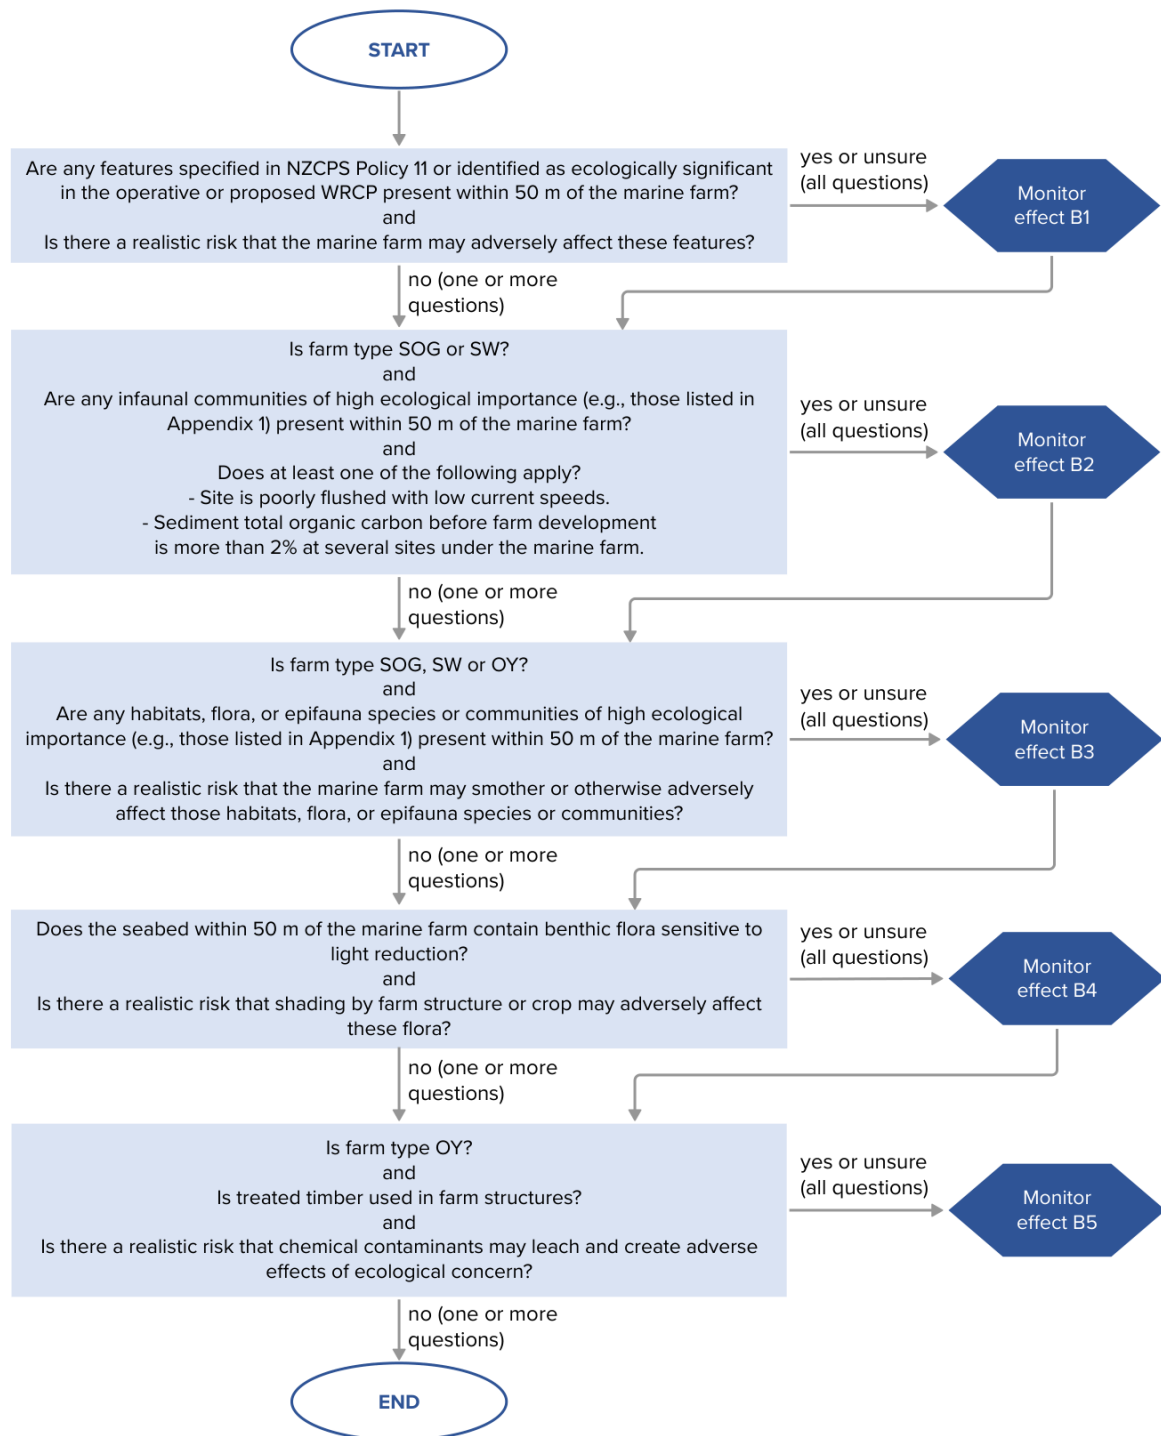 START
Are any features specified in NZCPS Policy 11 or identified as ecologically significant
in the operative or proposed WRCP present within 50 m of the marine farm?
and
Is there a realistic risk that the marine farm may adversely affect these features?
yes or unsure
(all questions)
Monitor
effect B1
no (one or more
questions)
Is farm type SOG or SW?
and
Are any infaunal communities of high ecological importance (e.g., those listed in
Appendix 1) present within 50 m of the marine farm?
and
Does at least one of the following apply?
- Site is poorly flushed with low current speeds.
- Sediment total organic carbon before farm development
is more than 2% at several sites under the marine farm.
yes or unsure
(all questions)
Monitor
effect B2
no (one or more
questions)
Is farm type SOG, SW or OY?
and
Are any habitats, flora, or epifauna species or communities of high ecological
importance (e.g., those listed in Appendix 1) present within 50 m of the marine farm?
and
Is there a realistic risk that the marine farm may smother or otherwise adversely
affect those habitats, flora, or epifauna species or communities?
yes or unsure
(all questions)
Monitor
effect B3
no (one or more
questions)
Does the seabed within 50 m of the marine farm contain benthic flora sensitive to
light reduction?
and
Is there a realistic risk that shading by farm structure or crop may adversely affect
these flora?
yes or unsure
(all questions)
Monitor
effect B4
no (one or more
questions)
Is farm type OY?
and
Is treated timber used in farm structures?
and
Is there a realistic risk that chemical contaminants may leach and create adverse
effects of ecological concern?
yes or unsure
(all questions)
Monitor
effect B5
no (one or more
questions)
END